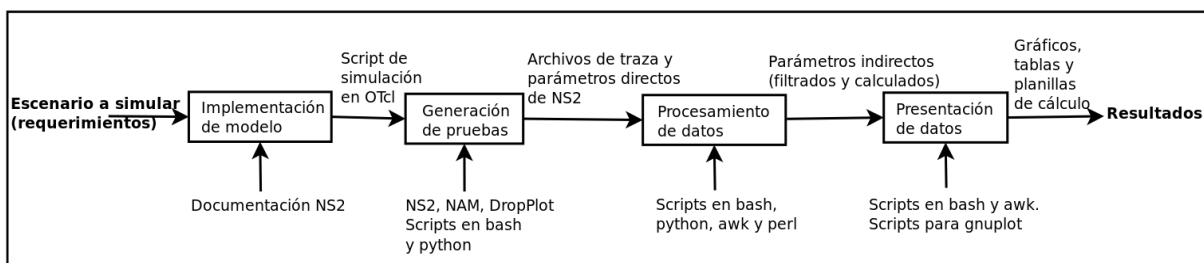 Escenario a simular
(requerimientos)
Implementación
de modelo
Documentación NS2
Script de
simulación
en OTcl
Generación
de pruebas
NS2, NAM, DropPlot
Scripts en bash
y python
Archivos de traza y
parámetros directos
de NS2
Procesamiento
de datos
Scripts en bash,
python, awk y perl
Parámetros indirectos
(filtrados y calculados)
Presentación
de datos
Scripts en bash y awk.
Scripts para gnuplot
Gráficos,
tablas y
planillas
de cálculo
Resultados